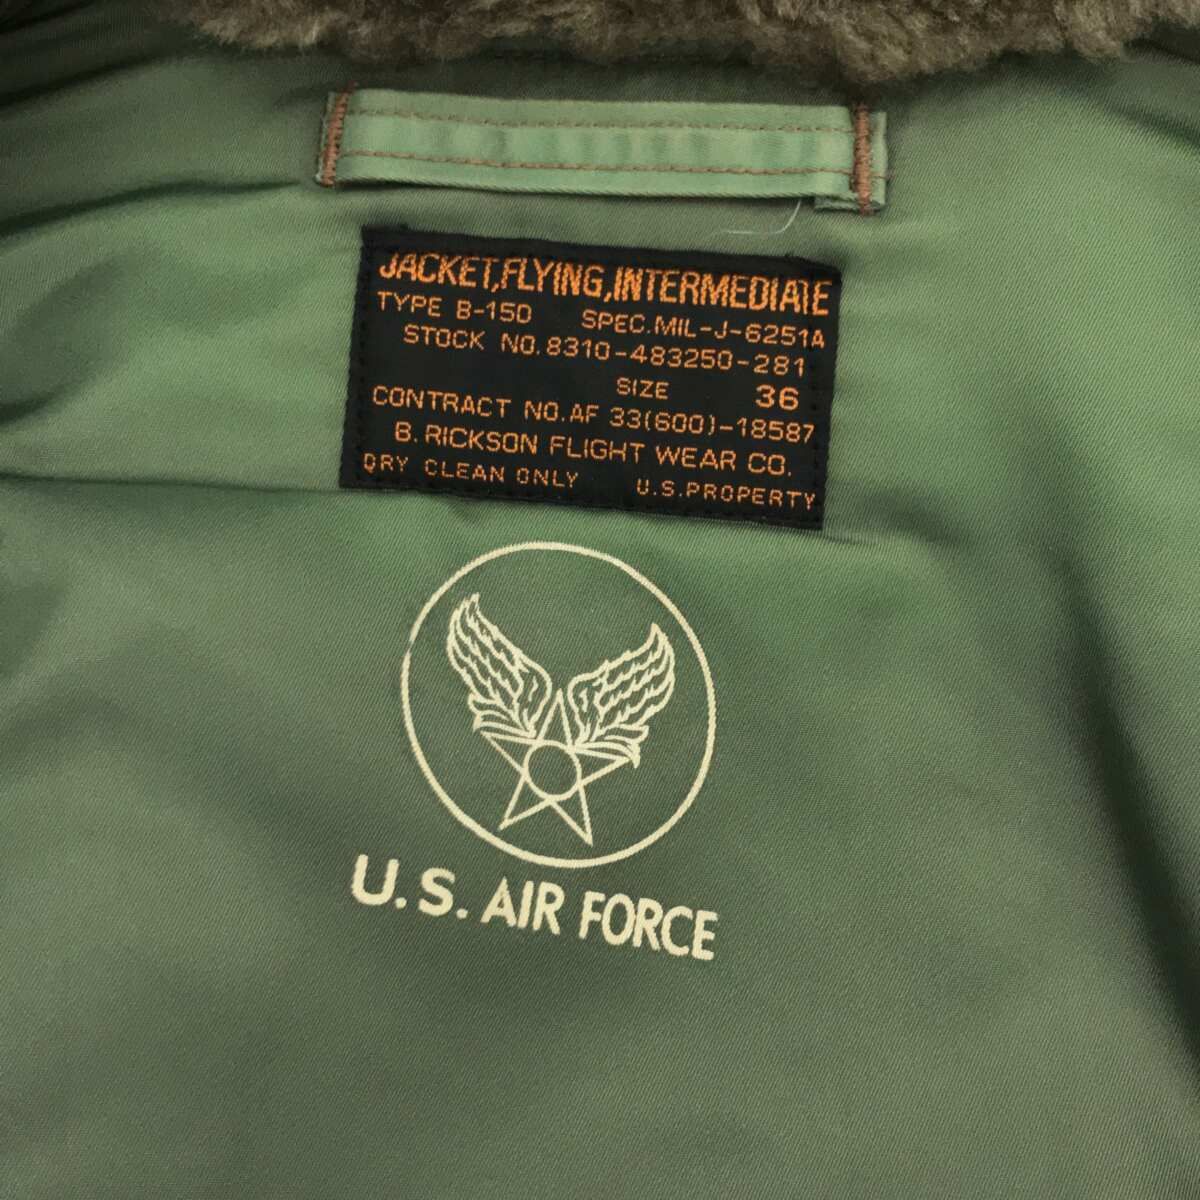 JACKET,FLYING,INTERMEDIATE
TYPE B-15D SPEC.MIL-J-6251A
STOCK NO.8310-483250-281
SIZE 36
CONTRACT NO.AF 33(600)-18587
B. RICKSON FLIGHT WEAR CO.
DRY CLEAN ONLY U.S.PROPERTY
U.S. AIR FORCE